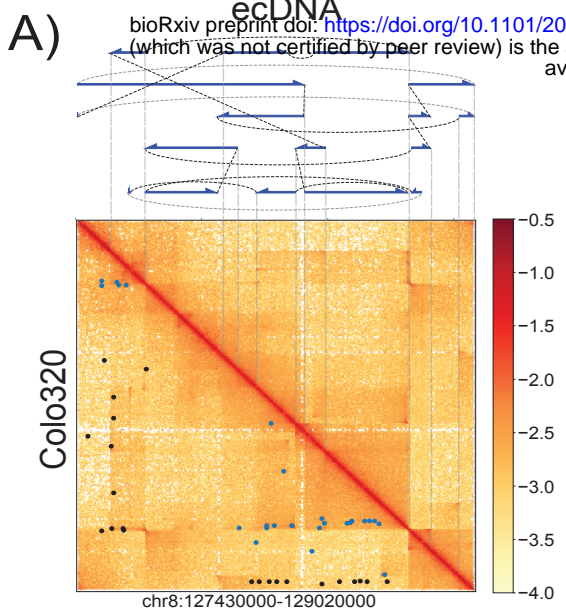 A)
ecDNA
bioRxiv preprint doi: https://doi.org/10.1101/20
(which was not certified by peer review) is the a
av
Colo320
−0.5
−1.0
−1.5
−2.0
−2.5
−3.0
−3.5
−4.0
chr8:127430000-129020000